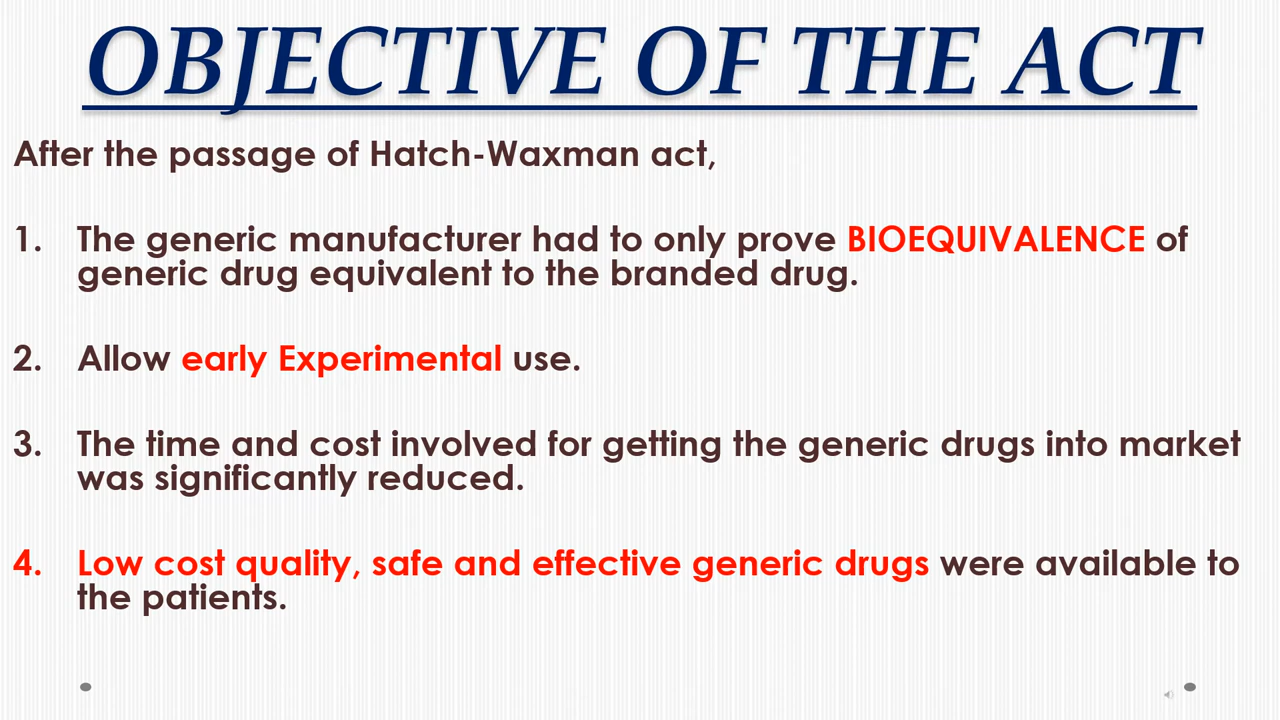 OBJECTIVE OF THE ACT
After the passage of Hatch-Waxman act,
1. The generic manufacturer had to only prove BIOEQUIVALENCE of
generic drug equivalent to the branded drug.
2. Allow early Experimental use.
3. The time and cost involved for getting the generic drugs into market
was significantly reduced.
4. Low cost quality, safe and effective generic drugs were available to
the patients.